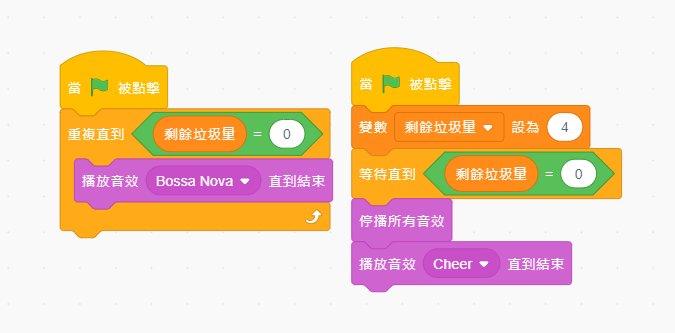 當 被點擊
重複直到 剩餘垃圾量 = 0
播放音效 Bossa Nova 直到結束
當 被點擊
變數 剩餘垃圾量 設為 4
等待直到 剩餘垃圾量 = 0
停播所有音效
播放音效 Cheer 直到結束